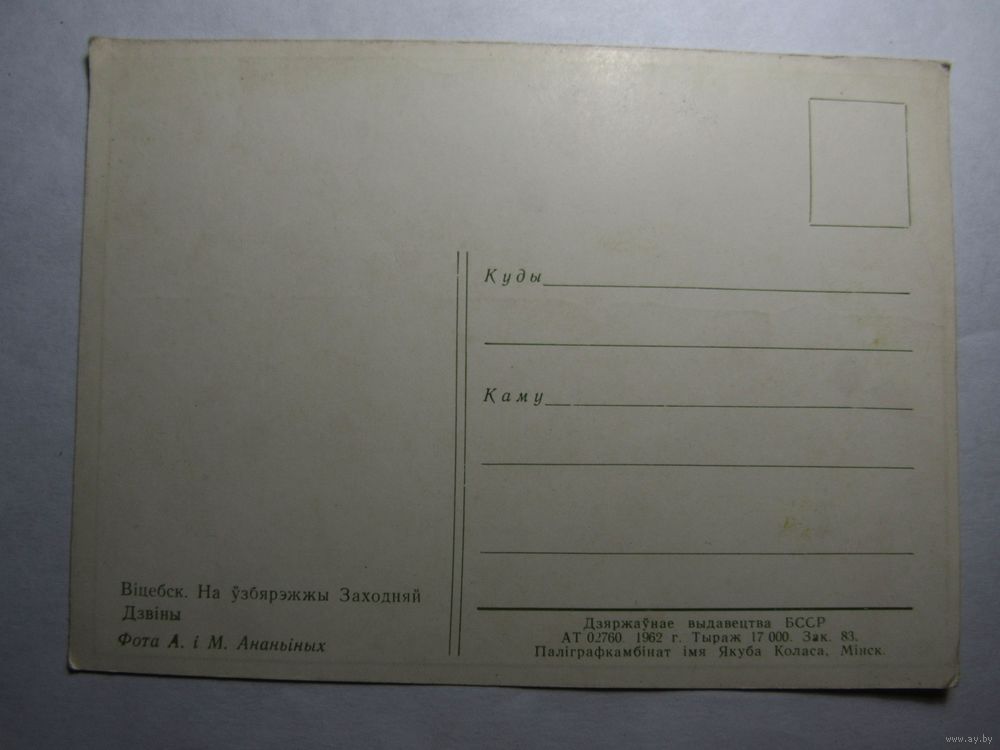 Куды
Каму
Віцебск. На ўзбярэжжы Заходняй
Дзвіны
Фота А. і М. Ананьіных
Дзяржаўнае выдавецтва БССР
АТ 02760. 1962 г. Тыраж 17 000. Зак. 83.
Паліграфкамбінат імя Якуба Коласа, Мінск.
www.ay.by